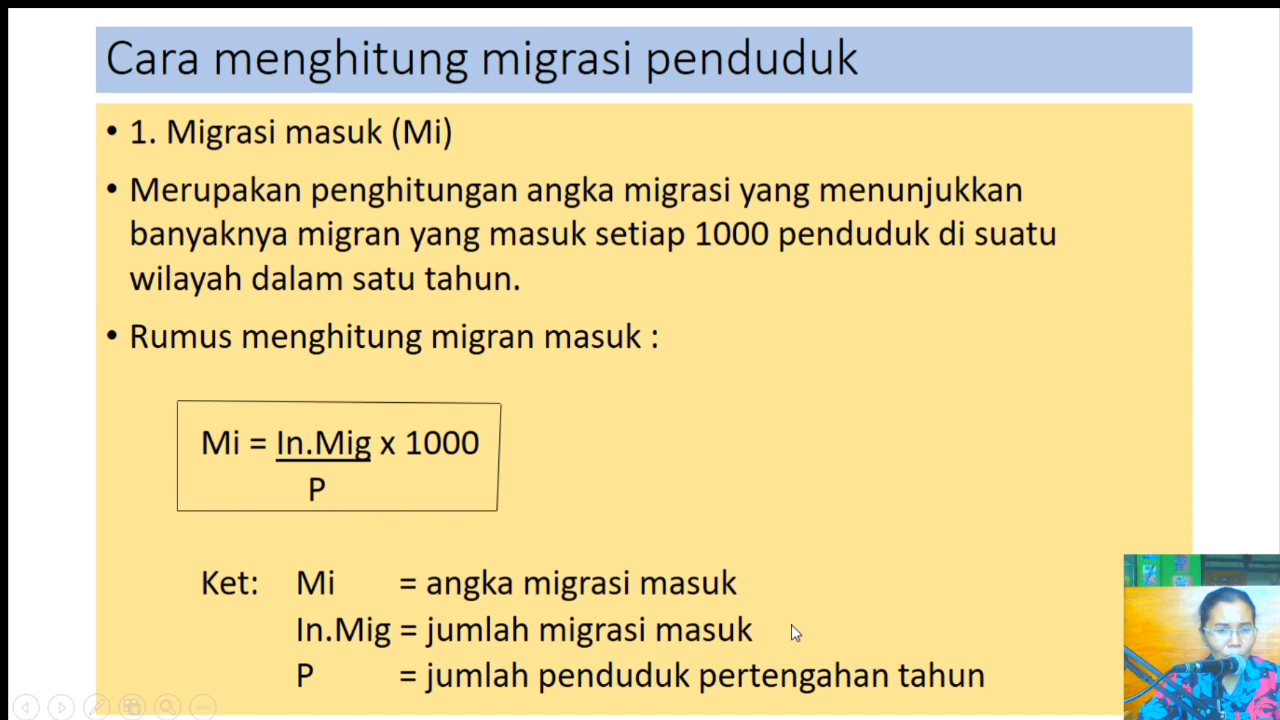 Cara menghitung migrasi penduduk
• 1. Migrasi masuk (Mi)
• Merupakan penghitungan angka migrasi yang menunjukkan
banyaknya migran yang masuk setiap 1000 penduduk di suatu
wilayah dalam satu tahun.
• Rumus menghitung migran masuk :
Mi = In.Mig x 1000
P
Ket: Mi = angka migrasi masuk
In.Mig = jumlah migrasi masuk
P = jumlah penduduk pertengahan tahun